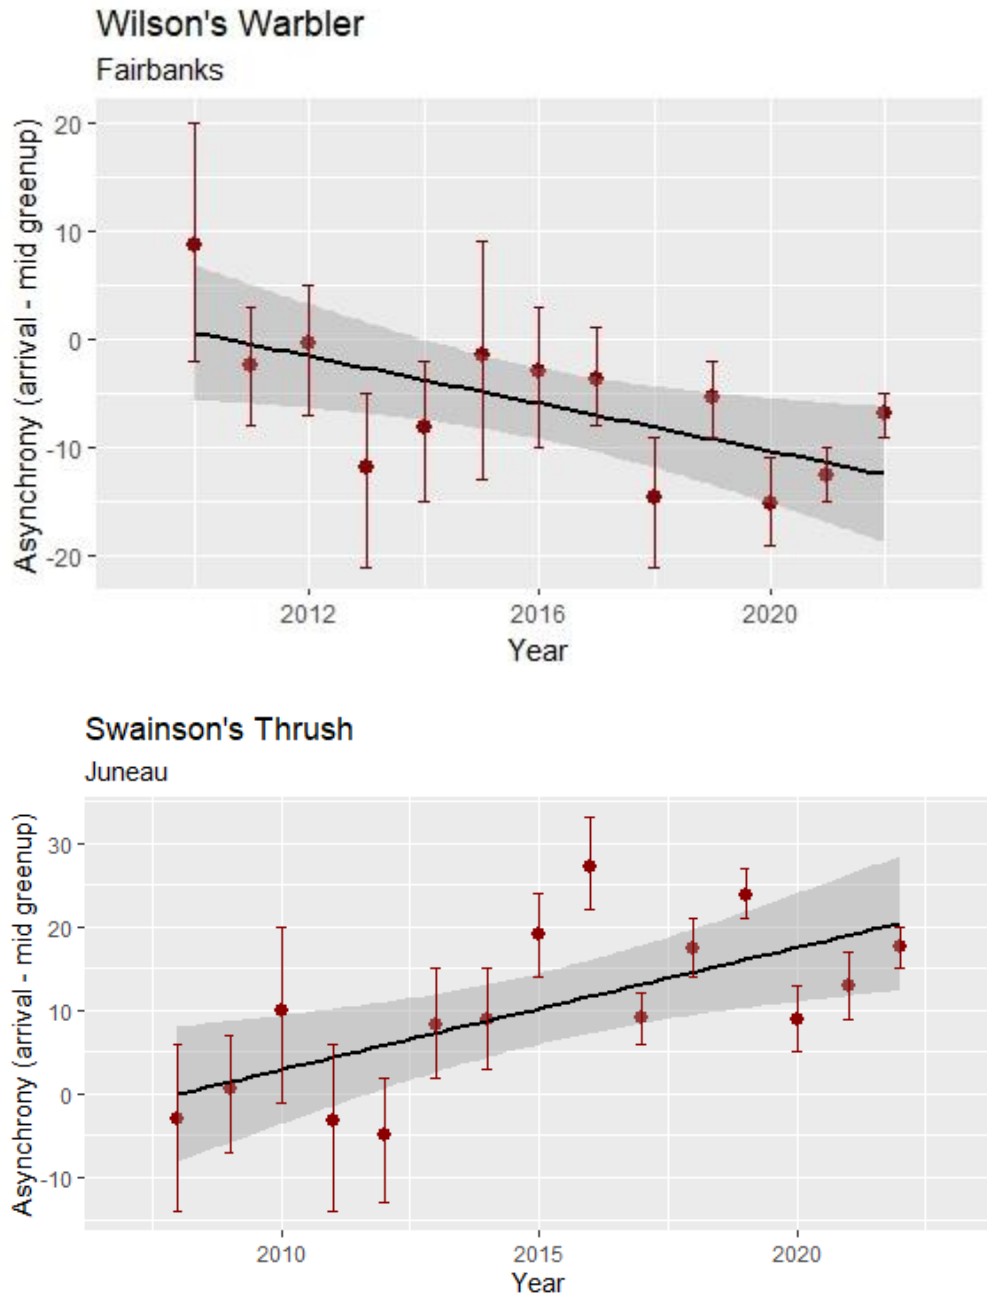 Wilson's Warbler
Fairbanks
Asynchrony (arrival - mid greenup)
20
10
0
-10
-20
2012 2016 2020
Year
Swainson's Thrush
Juneau
Asynchrony (arrival - mid greenup)
30
20
10
0
-10
2010 2015 2020
Year